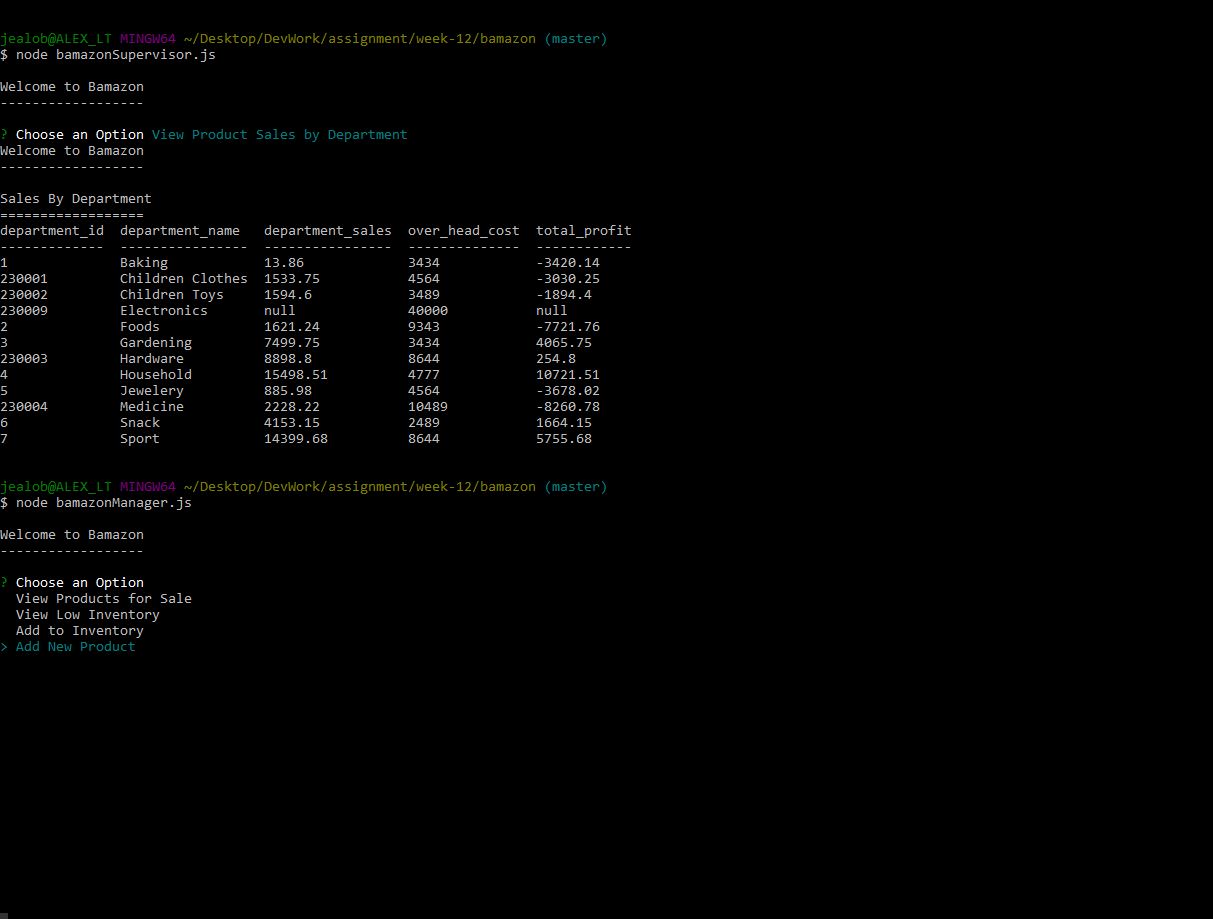 jealob@ALEX_LT MINGW64 ~/Desktop/DevWork/assignment/week-12/bamazon (master)
$ node bamazonSupervisor.js
Welcome to Bamazon
------------------
? Choose an Option View Product Sales by Department
Welcome to Bamazon
------------------
Sales By Department
==================
department_id  department_name   department_sales  over_head_cost  total_profit
-------------  ----------------  ----------------  --------------  ------------
1              Baking            13.86             3434            -3420.14
230001         Children Clothes  1533.75           4564            -3030.25
230002         Children Toys     1594.6            3489            -1894.4
230009         Electronics       null              40000           null
2              Foods             1621.24           9343            -7721.76
3              Gardening         7499.75           3434            4065.75
230003         Hardware          8898.8            8644            254.8
4              Household         15498.51          4777            10721.51
5              Jewelery          885.98            4564            -3678.02
230004         Medicine          2228.22           10489           -8260.78
6              Snack             4153.15           2489            1664.15
7              Sport             14399.68          8644            5755.68
jealob@ALEX_LT MINGW64 ~/Desktop/DevWork/assignment/week-12/bamazon (master)
$ node bamazonManager.js
Welcome to Bamazon
------------------
? Choose an Option
View Products for Sale
View Low Inventory
Add to Inventory
> Add New Product